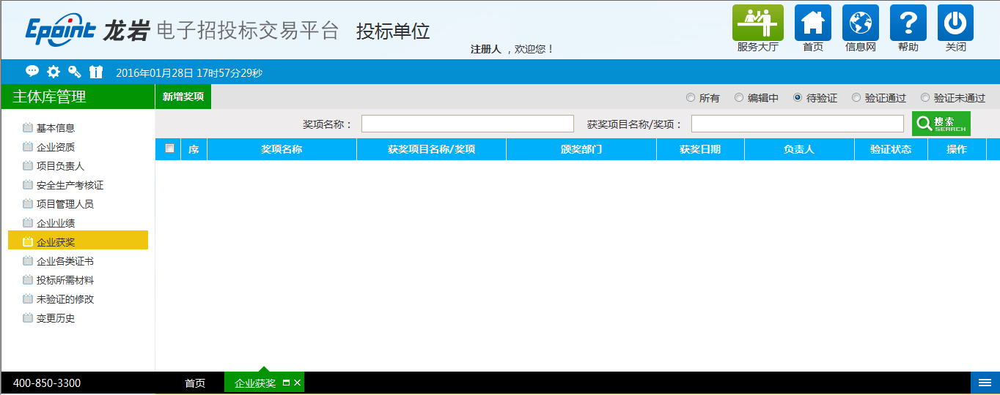 Epoint 龙岩 电子招投标交易平台 投标单位
注册人 ，欢迎您！
服务大厅 首页 信息网 帮助 关闭
2016年01月28日 17时57分29秒
主体库管理
基本信息
企业资质
项目负责人
安全生产考核证
项目管理人员
企业业绩
企业获奖
企业各类证书
投标所需材料
未验证的修改
变更历史
新增奖项
所有 编辑中 待验证 验证通过 验证未通过
奖项名称： 获奖项目名称/奖项： 搜索 SEARCH
序 奖项名称 获奖项目名称/奖项 颁奖部门 获奖日期 负责人 验证状态 操作
400-850-3300 首页 企业获奖